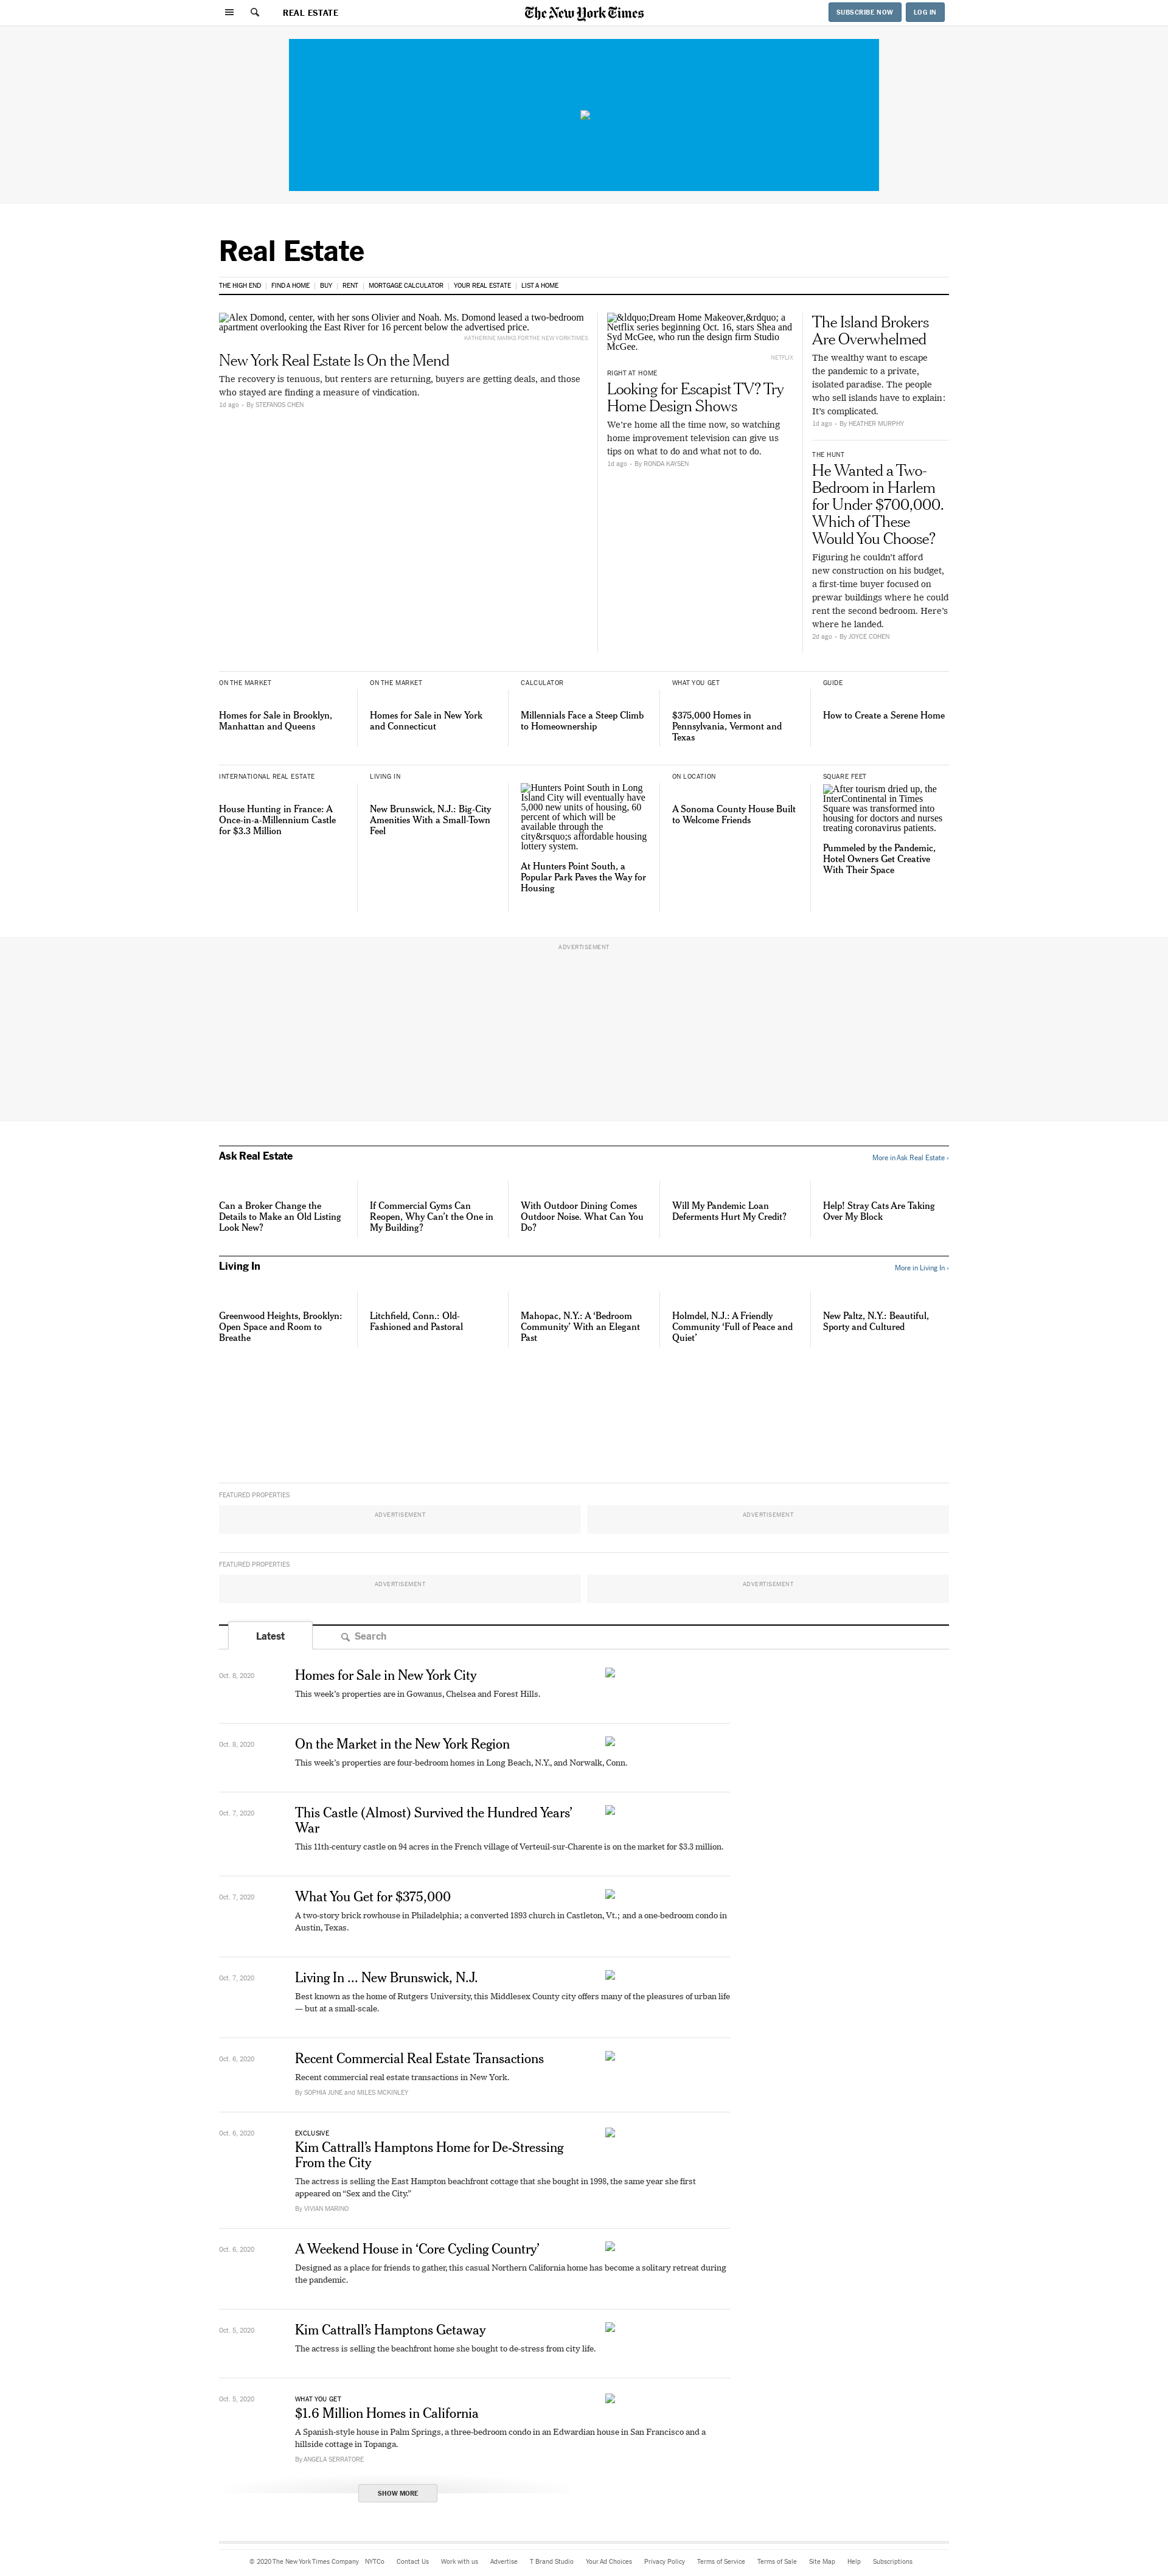 REAL ESTATE
The New York Times
SUBSCRIBE NOW
LOG IN
Real Estate
THE HIGH END | FIND A HOME | BUY | RENT | MORTGAGE CALCULATOR | YOUR REAL ESTATE | LIST A HOME
Alex Domond, center, with her sons Olivier and Noah. Ms. Domond leased a two-bedroom
apartment overlooking the East River for 16 percent below the advertised price.
KATHERINE MARKS FOR THE NEW YORK TIMES
New York Real Estate Is On the Mend
The recovery is tenuous, but renters are returning, buyers are getting deals, and those
who stayed are finding a measure of vindication.
1d ago - By STEFANOS CHEN
&ldquo;Dream Home Makeover,&rdquo; a
Netflix series beginning Oct. 16, stars Shea and
Syd McGee, who run the design firm Studio
McGee.
NETFLIX
RIGHT AT HOME
Looking for Escapist TV? Try
Home Design Shows
We're home all the time now, so watching
home improvement television can give us
tips on what to do and what not to do.
1d ago - By RONDA KAYSEN
The Island Brokers
Are Overwhelmed
The wealthy want to escape
the pandemic to a private,
isolated paradise. The people
who sell islands have to explain:
It's complicated.
1d ago - By HEATHER MURPHY
THE HUNT
He Wanted a Two-
Bedroom in Harlem
for Under $700,000.
Which of These
Would You Choose?
Figuring he couldn't afford
new construction on his budget,
a first-time buyer focused on
prewar buildings where he could
rent the second bedroom. Here's
where he landed.
2d ago - By JOYCE COHEN
ON THE MARKET
Homes for Sale in Brooklyn,
Manhattan and Queens
ON THE MARKET
Homes for Sale in New York
and Connecticut
CALCULATOR
Millennials Face a Steep Climb
to Homeownership
WHAT YOU GET
$375,000 Homes in
Pennsylvania, Vermont and
Texas
GUIDE
How to Create a Serene Home
INTERNATIONAL REAL ESTATE
House Hunting in France: A
Once-in-a-Millennium Castle
for $3.3 Million
LIVING IN
New Brunswick, N.J.: Big-City
Amenities With a Small-Town
Feel
Hunters Point South in Long
Island City will eventually have
5,000 new units of housing, 60
percent of which will be
available through the
city&rsquo;s affordable housing
lottery system.
At Hunters Point South, a
Popular Park Paves the Way for
Housing
ON LOCATION
A Sonoma County House Built
to Welcome Friends
SQUARE FEET
After tourism dried up, the
InterContinental in Times
Square was transformed into
housing for doctors and nurses
treating coronavirus patients.
Pummeled by the Pandemic,
Hotel Owners Get Creative
With Their Space
ADVERTISEMENT
Ask Real Estate
More in Ask Real Estate ›
Can a Broker Change the
Details to Make an Old Listing
Look New?
If Commercial Gyms Can
Reopen, Why Can't the One in
My Building?
With Outdoor Dining Comes
Outdoor Noise. What Can You
Do?
Will My Pandemic Loan
Deferments Hurt My Credit?
Help! Stray Cats Are Taking
Over My Block
Living In
More in Living In ›
Greenwood Heights, Brooklyn:
Open Space and Room to
Breathe
Litchfield, Conn.: Old-
Fashioned and Pastoral
Mahopac, N.Y.: A ‘Bedroom
Community’ With an Elegant
Past
Holmdel, N.J.: A Friendly
Community ‘Full of Peace and
Quiet’
New Paltz, N.Y.: Beautiful,
Sporty and Cultured
FEATURED PROPERTIES
ADVERTISEMENT
ADVERTISEMENT
FEATURED PROPERTIES
ADVERTISEMENT
ADVERTISEMENT
Latest
Search
Oct. 8, 2020
Homes for Sale in New York City
This week's properties are in Gowanus, Chelsea and Forest Hills.
Oct. 8, 2020
On the Market in the New York Region
This week's properties are four-bedroom homes in Long Beach, N.Y., and Norwalk, Conn.
Oct. 7, 2020
This Castle (Almost) Survived the Hundred Years’
War
This 11th-century castle on 94 acres in the French village of Verteuil-sur-Charente is on the market for $3.3 million.
Oct. 7, 2020
What You Get for $375,000
A two-story brick rowhouse in Philadelphia; a converted 1893 church in Castleton, Vt.; and a one-bedroom condo in
Austin, Texas.
Oct. 7, 2020
Living In ... New Brunswick, N.J.
Best known as the home of Rutgers University, this Middlesex County city offers many of the pleasures of urban life
— but at a small-scale.
Oct. 6, 2020
Recent Commercial Real Estate Transactions
Recent commercial real estate transactions in New York.
By SOPHIA JUNE and MILES MCKINLEY
Oct. 6, 2020
EXCLUSIVE
Kim Cattrall’s Hamptons Home for De-Stressing
From the City
The actress is selling the East Hampton beachfront cottage that she bought in 1998, the same year she first
appeared on “Sex and the City.”
By VIVIAN MARINO
Oct. 6, 2020
A Weekend House in ‘Core Cycling Country’
Designed as a place for friends to gather, this casual Northern California home has become a solitary retreat during
the pandemic.
Oct. 5, 2020
Kim Cattrall’s Hamptons Getaway
The actress is selling the beachfront home she bought to de-stress from city life.
Oct. 5, 2020
WHAT YOU GET
$1.6 Million Homes in California
A Spanish-style house in Palm Springs, a three-bedroom condo in an Edwardian house in San Francisco and a
hillside cottage in Topanga.
By ANGELA SERRATORE
SHOW MORE
© 2020 The New York Times Company NYTCo Contact Us Work with us Advertise T Brand Studio Your Ad Choices Privacy Policy Terms of Service Terms of Sale Site Map Help Subscriptions